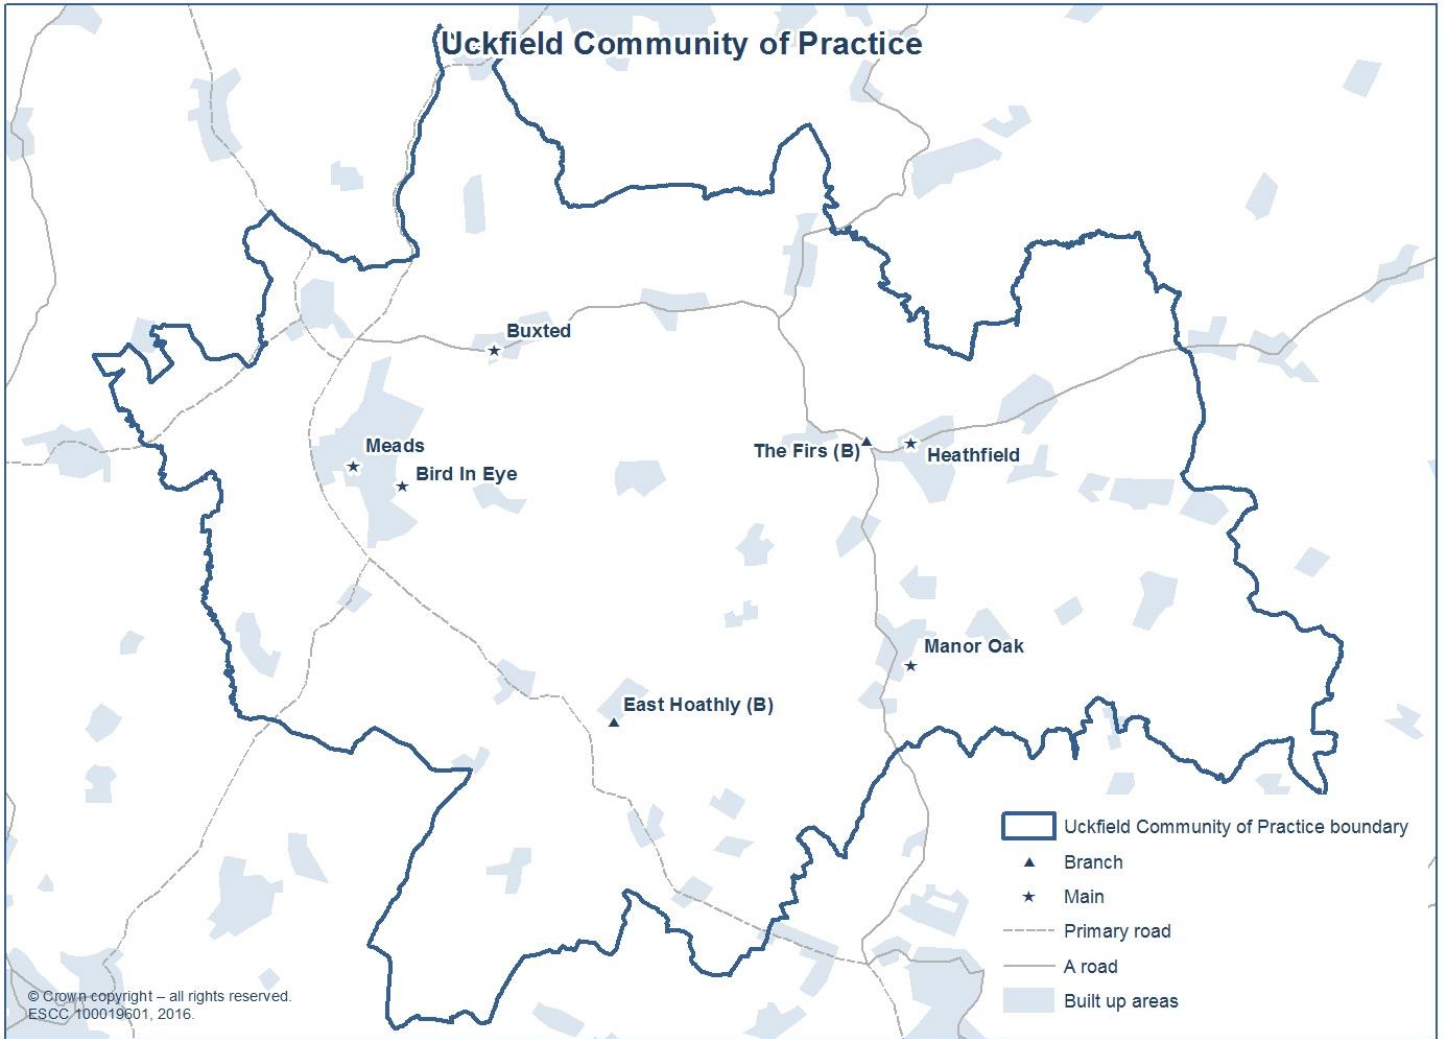 Uckfield Community of Practice
Buxted
Meads
Bird In Eye
The Firs (B)
Heathfield
Manor Oak
East Hoathly (B)
Uckfield Community of Practice boundary
Branch
Main
Primary road
A road
Built up areas
© Crown copyright – all rights reserved.
ESCC 100019601, 2016.